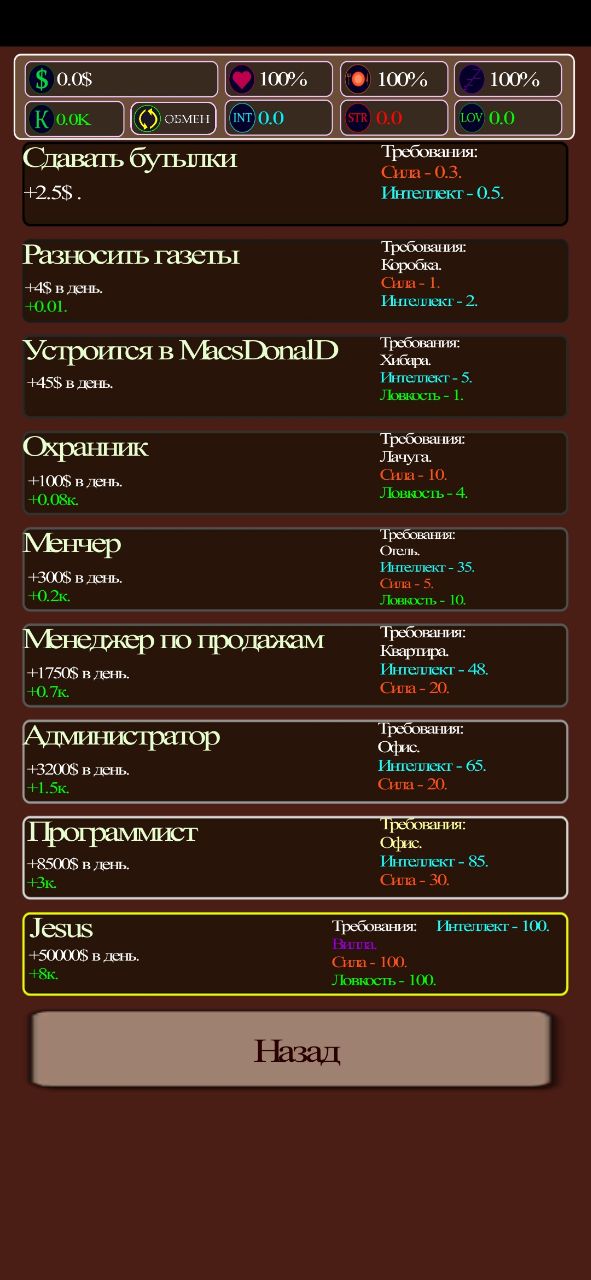 $ 0.0$ 100% 100% 100%
K 0.0K ОБМЕН INT 0.0 STR 0.0 LOV 0.0
Сдавать бутылки
+2.5$ .
Требования:
Сила - 0.3.
Интеллект - 0.5.
Разносить газеты
+4$ в день.
+0.01.
Требования:
Коробка.
Сила - 1.
Интеллект - 2.
Устроится в MacsDonalD
+45$ в день.
Требования:
Хибара.
Интеллект - 5.
Ловкость - 1.
Охранник
+100$ в день.
+0.08к.
Требования:
Лачуга.
Сила - 10.
Ловкость - 4.
Менчер
+300$ в день.
+0.2к.
Требования:
Отель.
Интеллект - 35.
Сила - 5.
Ловкость - 10.
Менеджер по продажам
+1750$ в день.
+0.7к.
Требования:
Квартира.
Интеллект - 48.
Сила - 20.
Администратор
+3200$ в день.
+1.5к.
Требования:
Офис.
Интеллект - 65.
Сила - 20.
Программист
+8500$ в день.
+3к.
Требования:
Офис.
Интеллект - 85.
Сила - 30.
Jesus
+50000$ в день.
+8к.
Требования: Интеллект - 100.
Вилла.
Сила - 100.
Ловкость - 100.
Назад